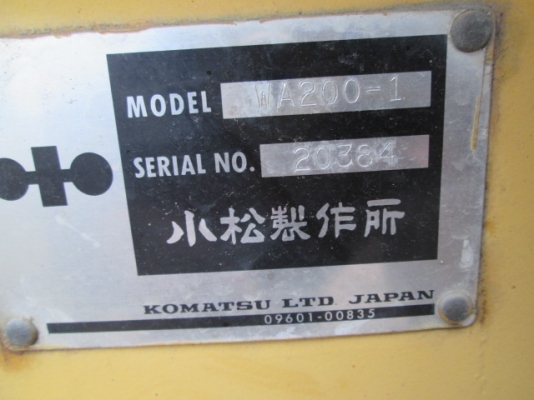 MODEL WA200-1
SERIAL NO. 20384
小松製作所
KOMATSU LTD JAPAN
09601-00835